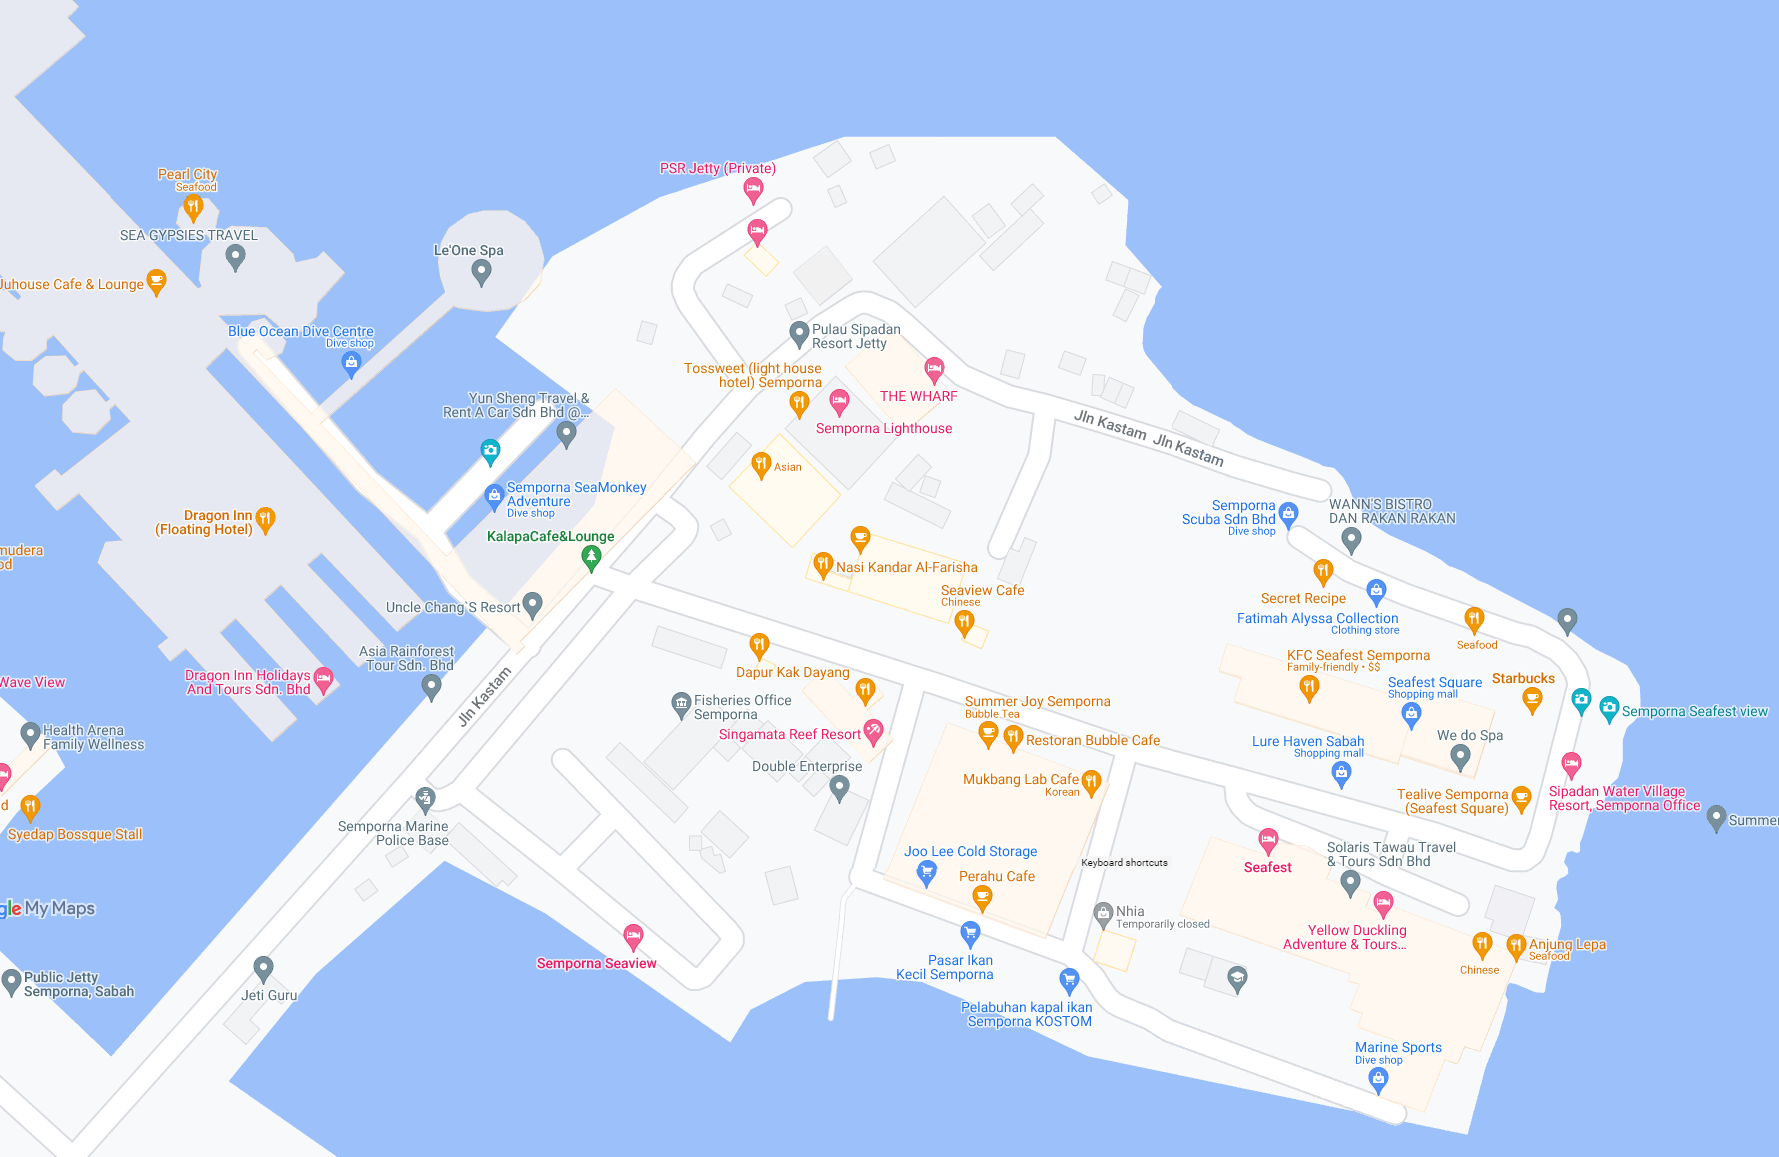 PSR Jetty (Private)
Pearl City
Seafood
SEA GYPSIES TRAVEL
Le'One Spa
Juhouse Cafe & Lounge
Blue Ocean Dive Centre
Dive shop
Pulau Sipadan
Resort Jetty
Tossweet (light house
hotel) Semporna
THE WHARF
Yun Sheng Travel &
Rent A Car Sdn Bhd @...
Semporna Lighthouse
Jln Kastam
Jln Kastam
Asian
Semporna SeaMonkey
Adventure
Dive shop
Semporna
Scuba Sdn Bhd
Dive shop
WANN'S BISTRO
DAN RAKAN RAKAN
Dragon Inn
(Floating Hotel)
KalapaCafe&Lounge
mudera
od
Nasi Kandar Al-Farisha
Seaview Cafe
Chinese
Secret Recipe
Fatimah Alyssa Collection
Clothing store
Uncle Chang`S Resort
Seafood
Asia Rainforest
Tour Sdn. Bhd
KFC Seafest Semporna
Family-friendly • $$
Dapur Kak Dayang
Dragon Inn Holidays
And Tours Sdn. Bhd
Wave View
Seafest Square
Shopping mall
Starbucks
Jln Kastam
Fisheries Office
Semporna
Summer Joy Semporna
Bubble Tea
Semporna Seafest view
Health Arena
Family Wellness
Singamata Reef Resort
Restoran Bubble Cafe
Lure Haven Sabah
Shopping mall
We do Spa
Double Enterprise
Mukbang Lab Cafe
Korean
Tealive Semporna
(Seafest Square)
Sipadan Water Village
Resort, Semporna Office
d
Syedap Bossque Stall
Semporna Marine
Police Base
Summer
Joo Lee Cold Storage
Keyboard shortcuts
Seafest
Solaris Tawau Travel
& Tours Sdn Bhd
Perahu Cafe
gle My Maps
Nhia
Temporarily closed
Yellow Duckling
Adventure & Tours...
Anjung Lepa
Seafood
Semporna Seaview
Pasar Ikan
Kecil Semporna
Chinese
Public Jetty
Semporna, Sabah
Jeti Guru
Pelabuhan kapal ikan
Semporna KOSTOM
Marine Sports
Dive shop